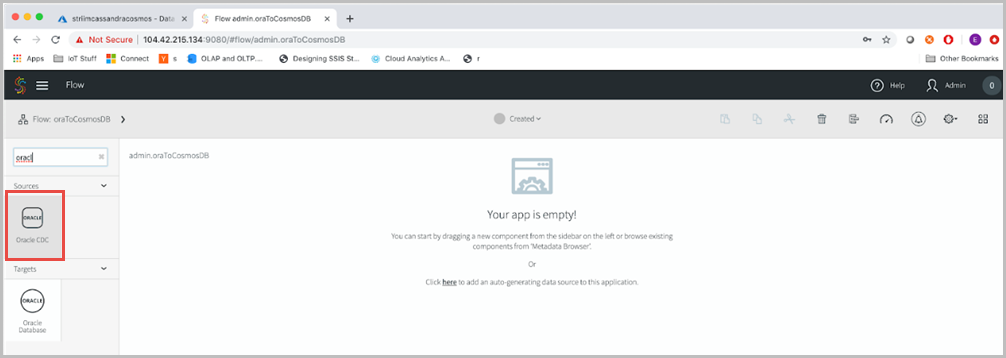 striimcassandracosmos - Data
Flow admin.oraToCosmosDB
Not Secure | 104.42.215.134:9080/#flow/admin.oraToCosmosDB
E
Apps IoT Stuff Connect Y s OLAP and OLTP.... Designing SSIS St... Cloud Analytics A... r Other Bookmarks
Flow Help Admin 0
Flow: oraToCosmosDB Created
oracl
admin.oraToCosmosDB
Sources
ORACLE
Oracle CDC
Your app is empty!
You can start by dragging a new component from the sidebar on the left or browse existing
components from "Metadata Browser".
Or
Click here to add an auto-generating data source to this application.
Targets
ORACLE
Oracle
Database